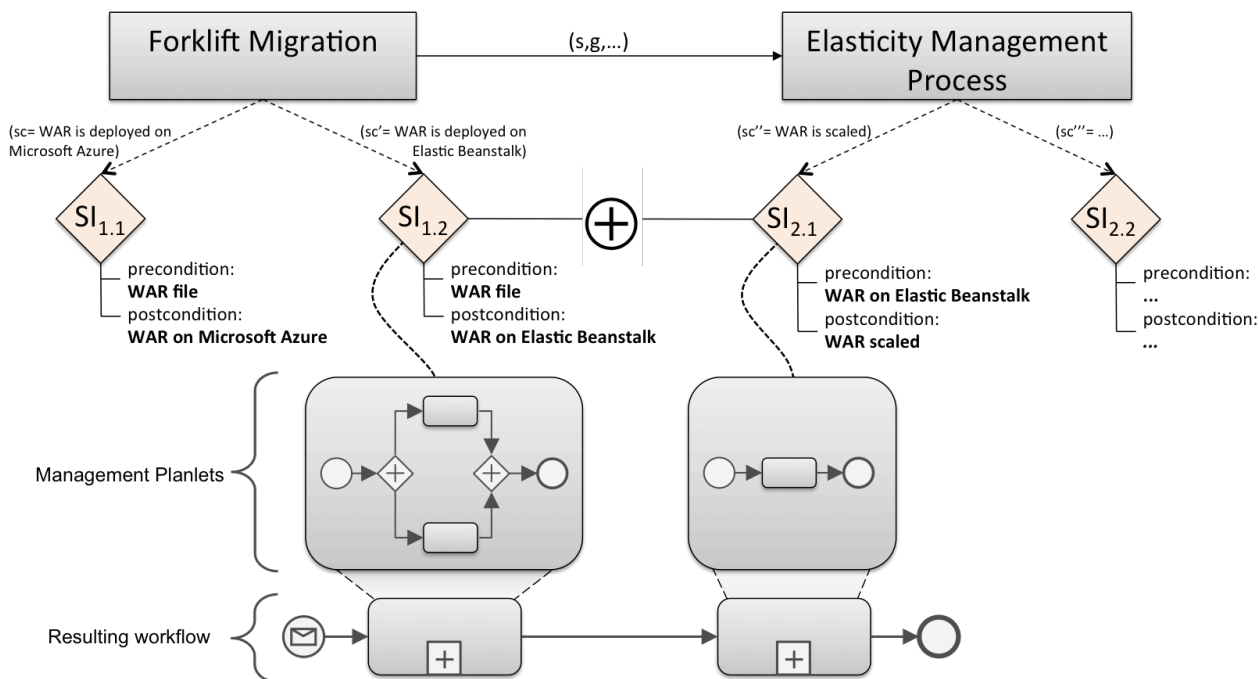 Forklift Migration
(s,g,...)
Elasticity Management
Process
(sc= WAR is deployed on
Microsoft Azure)
(sc'= WAR is deployed on
Elastic Beanstalk)
(sc''= WAR is scaled)
(sc'''= ...)
SI1.1
SI1.2
SI2.1
SI2.2
precondition:
WAR file
postcondition:
WAR on Microsoft Azure
precondition:
WAR file
postcondition:
WAR on Elastic Beanstalk
precondition:
WAR on Elastic Beanstalk
postcondition:
WAR scaled
precondition:
...
postcondition:
...
Management Planlets
Resulting workflow